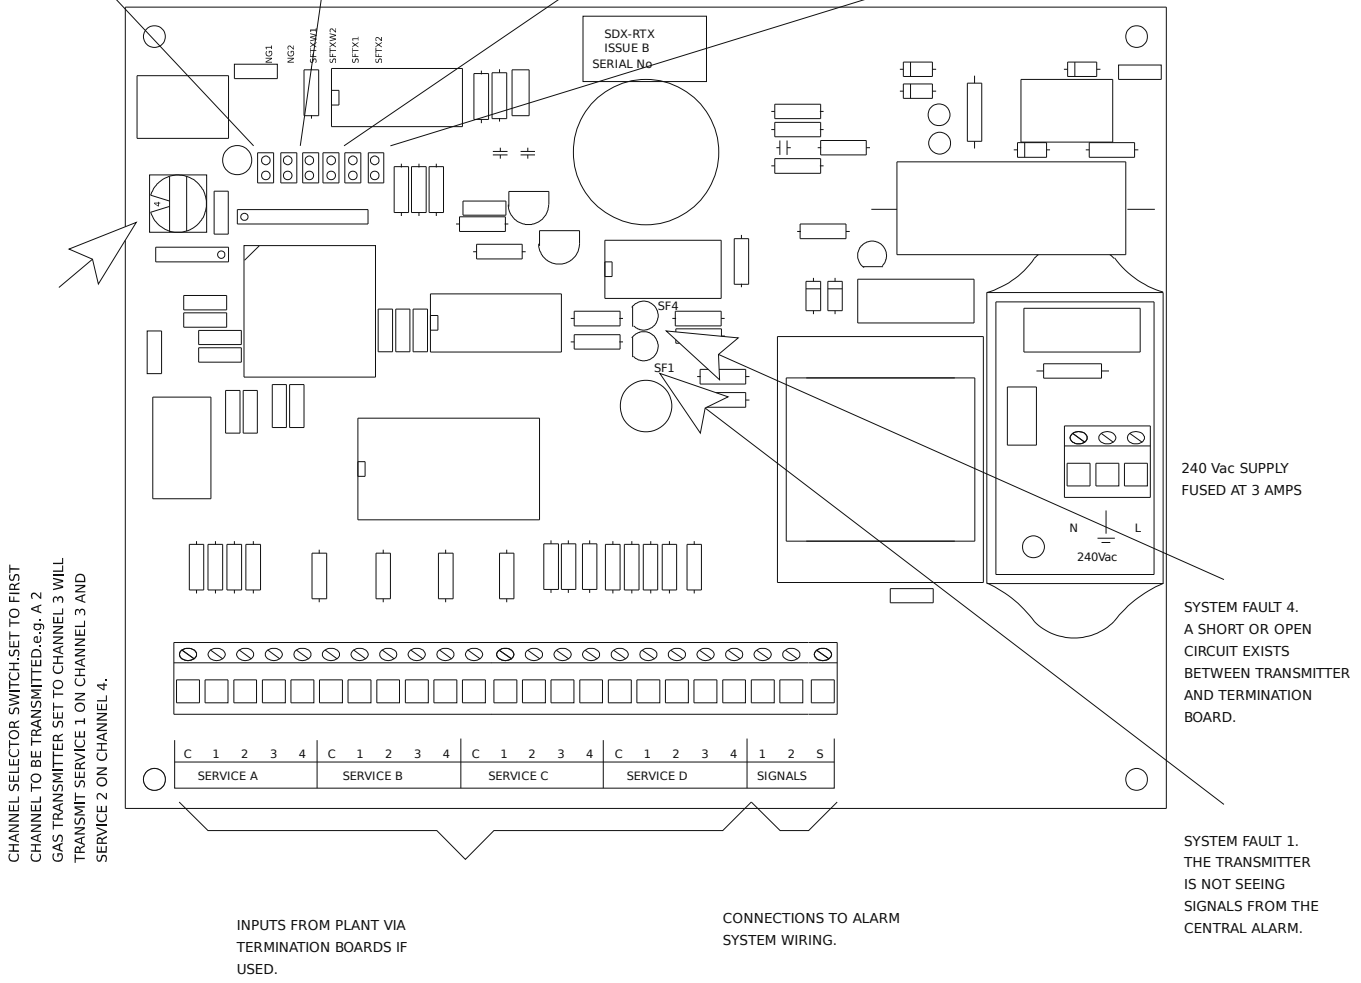 NG1
NG2
SFTXW1
SFTXW2
SFTX1
SFTX2
SDX-RTX
ISSUE B
SERIAL No
4
SF4
SF1
240 Vac SUPPLY
FUSED AT 3 AMPS
N
L
240Vac
SYSTEM FAULT 4.
A SHORT OR OPEN
CIRCUIT EXISTS
BETWEEN TRANSMITTER
AND TERMINATION
BOARD.
CHANNEL SELECTOR SWITCH.SET TO FIRST
CHANNEL TO BE TRANSMITTED.e.g. A 2
GAS TRANSMITTER SET TO CHANNEL 3 WILL
TRANSMIT SERVICE 1 ON CHANNEL 3 AND
SERVICE 2 ON CHANNEL 4.
C 1 2 3 4 C 1 2 3 4 C 1 2 3 4 C 1 2 3 4 1 2 S
SERVICE A SERVICE B SERVICE C SERVICE D SIGNALS
SYSTEM FAULT 1.
THE TRANSMITTER
IS NOT SEEING
SIGNALS FROM THE
CENTRAL ALARM.
INPUTS FROM PLANT VIA
TERMINATION BOARDS IF
USED.
CONNECTIONS TO ALARM
SYSTEM WIRING.